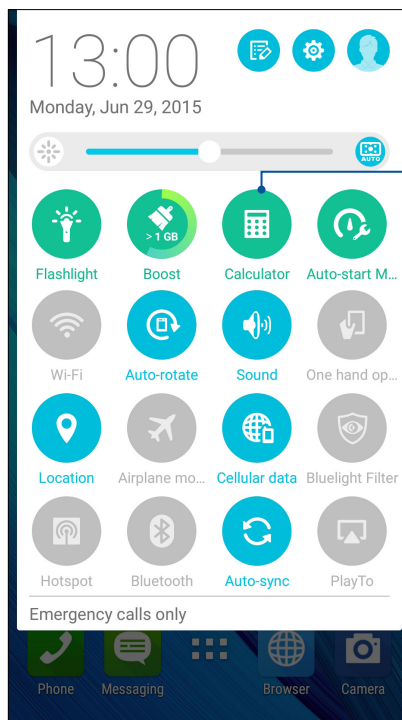 13:00
Monday, Jun 29, 2015
AUTO
> 1 GB
Flashlight Boost Calculator Auto-start M...
Wi-Fi Auto-rotate Sound One hand op...
Location Airplane mo... Cellular data Bluelight Filter
Hotspot Bluetooth Auto-sync PlayTo
Emergency calls only
Phone Messaging Browser Camera